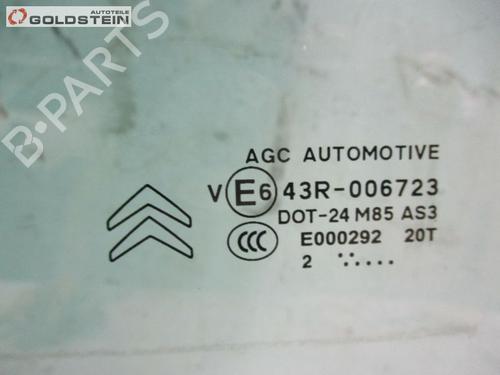 AUTOTEILE
GOLDSTEIN
B-PARTS
AGC AUTOMOTIVE
V E6 43R-006723
DOT-24 M85 AS3
CCC E000292 20T
2